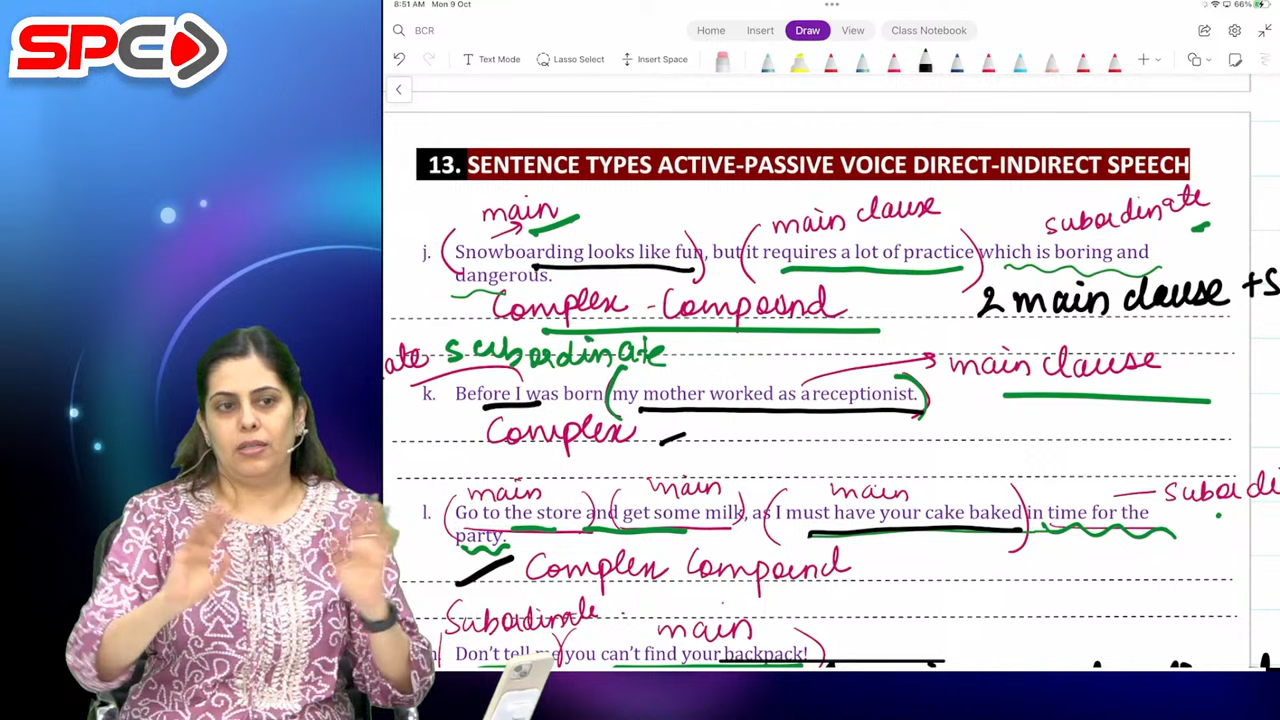 SPC
8:51 AM Mon 9 Oct
66%
BCR
Home Insert Draw View Class Notebook
Text Mode Lasso Select Insert Space
13. SENTENCE TYPES ACTIVE-PASSIVE VOICE DIRECT-INDIRECT SPEECH
main main clause subordinate
j. Snowboarding looks like fun, but it requires a lot of practice which is boring and
dangerous.
Complex - Compound 2 main clause + S
ate subordinate main clause
k. Before I was born my mother worked as a receptionist.
Complex
main main main subordi
l. Go to the store and get some milk, as I must have your cake baked in time for the
party.
Complex Compound
Subordinate main
Don't tell me you can't find your backpack!